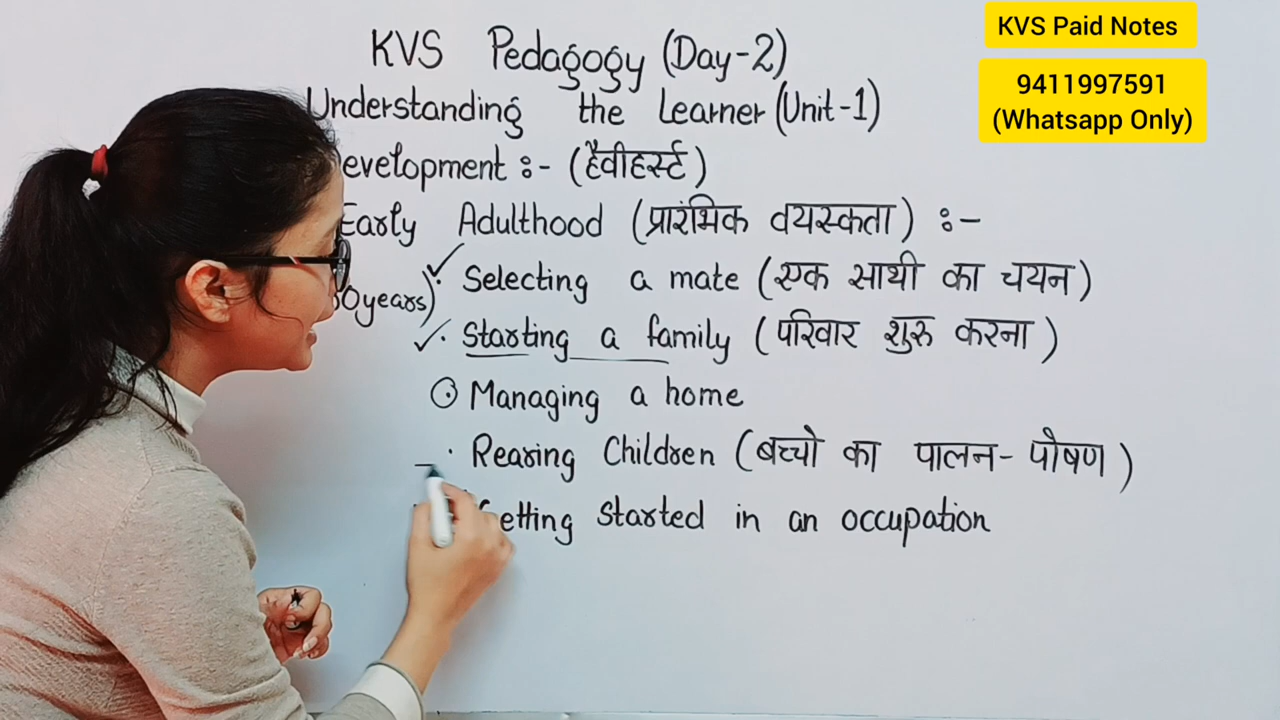 KVS Paid Notes
9411997591
(Whatsapp Only)
KVS Pedagogy (Day-2)
Understanding the Learner (Unit-1)
evelopment :- (हैवीहर्स्ट)
Early Adulthood (प्रारंभिक वयस्कता) :-
0years)
· Selecting a mate (एक साथी का चयन)
· Starting a family (परिवार शुरु करना)
· Managing a home
· Rearing Children (बच्चो का पालन-पोषण)
Getting started in an occupation